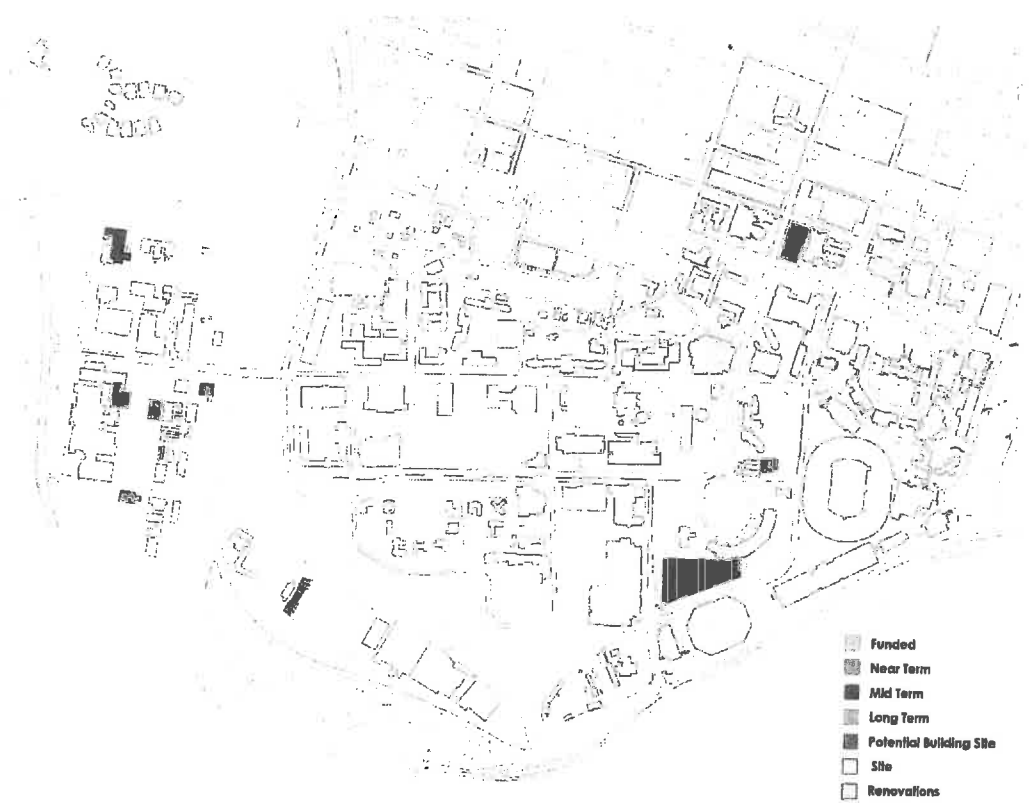 Funded
Near Term
Mid Term
Long Term
Potential Building Site
Site
Renovations